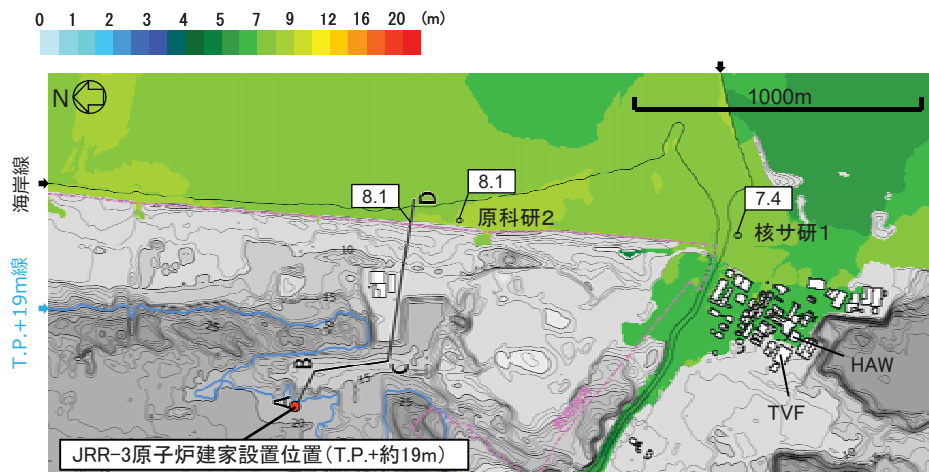 0 1 2 3 4 5 7 9 12 16 20 (m)
N
1000m
海岸線
8.1
8.1
D
原科研2
7.4
核サ研1
10
T.P.+19m線
15
25
B
C
15
A
25
20
HAW
TVF
JRR-3原子炉建家設置位置(T.P.+約19m)